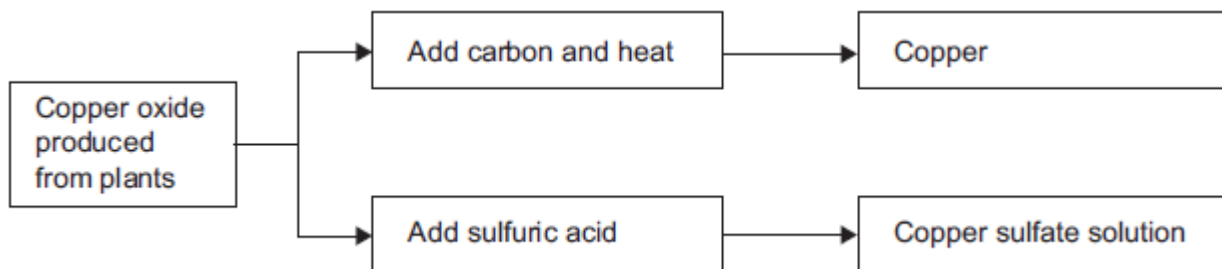 Copper oxide
produced
from plants
Add carbon and heat
Copper
Add sulfuric acid
Copper sulfate solution